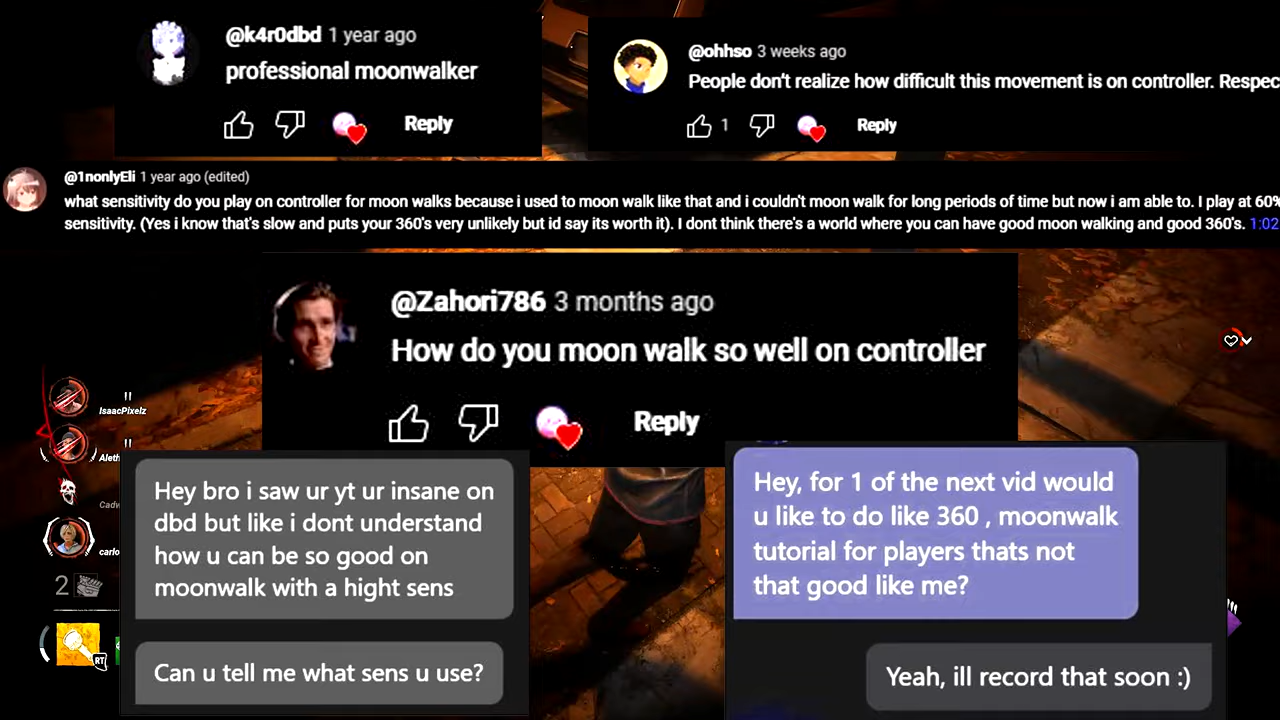 @k4r0dbd 1 year ago
professional moonwalker
Reply
@ohhso 3 weeks ago
People don't realize how difficult this movement is on controller. Respec
1
Reply
@1nonlyEli 1 year ago (edited)
what sensitivity do you play on controller for moon walks because i used to moon walk like that and i couldn't moon walk for long periods of time but now i am able to. I play at 60%
sensitivity. (Yes i know that's slow and puts your 360's very unlikely but id say its worth it). I dont think there's a world where you can have good moon walking and good 360's. 1:02
@Zahori786 3 months ago
How do you moon walk so well on controller
Reply
IsaacPixelz
Aleth
Cadw
carlo
2
RT
Hey bro i saw ur yt ur insane on
dbd but like i dont understand
how u can be so good on
moonwalk with a hight sens
Can u tell me what sens u use?
Hey, for 1 of the next vid would
u like to do like 360 , moonwalk
tutorial for players thats not
that good like me?
Yeah, ill record that soon :)